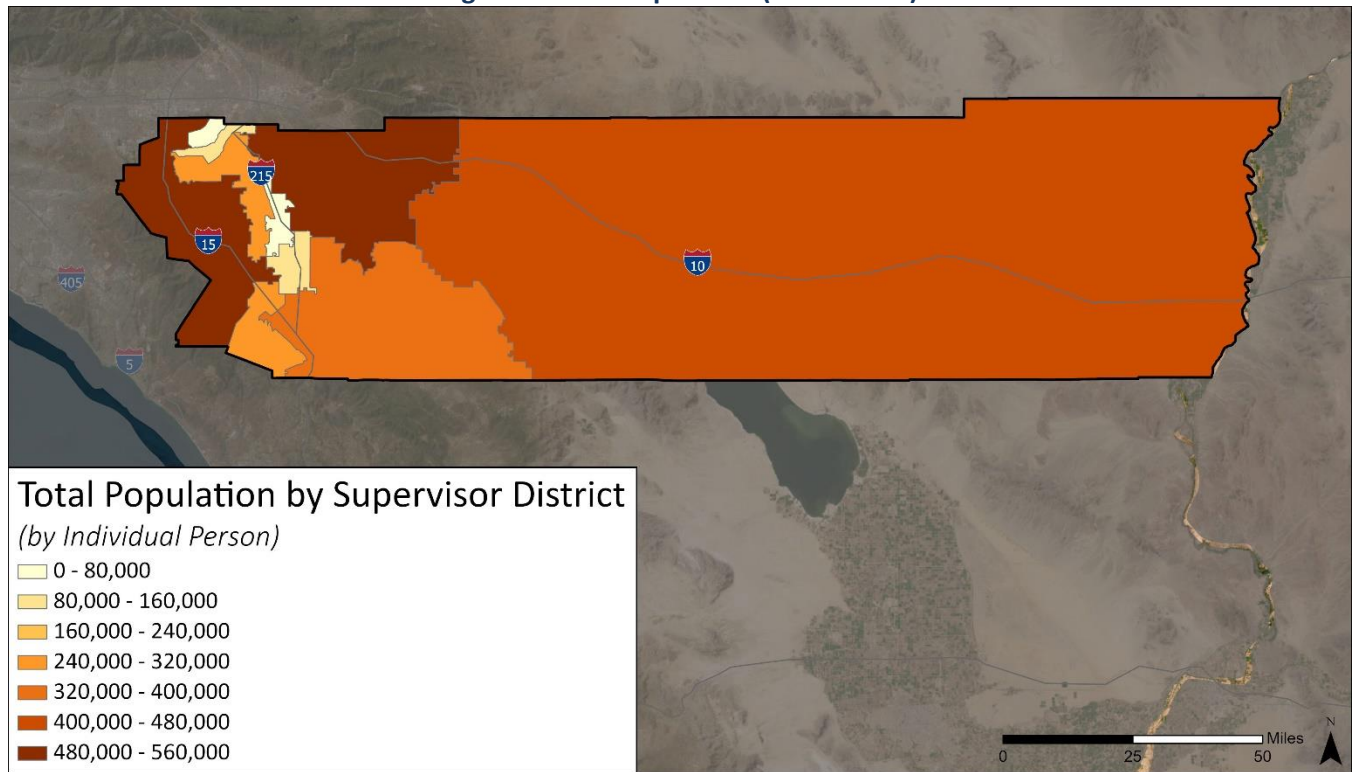 215
15
10
405
5
Total Population by Supervisor District
(by Individual Person)
0 - 80,000
80,000 - 160,000
160,000 - 240,000
240,000 - 320,000
320,000 - 400,000
400,000 - 480,000
480,000 - 560,000
N
Miles
0 25 50